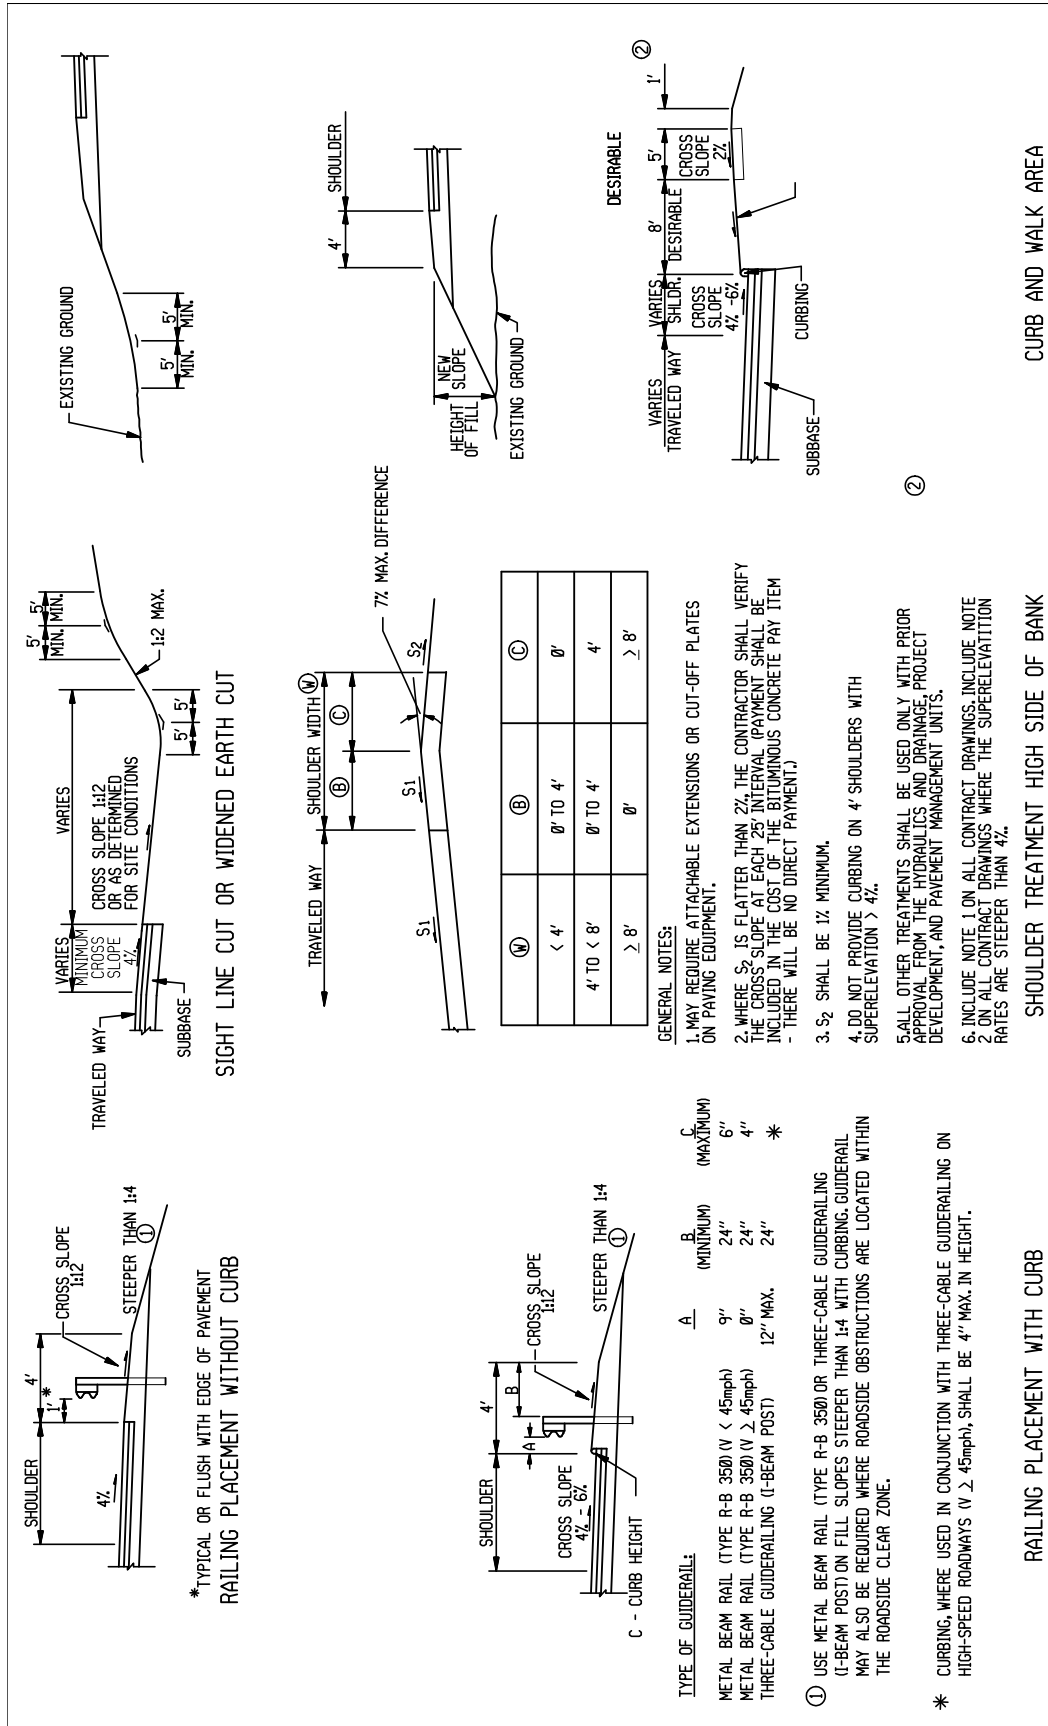 SHOULDER
4'
1' *
4%
CROSS SLOPE
1:12
STEEPER THAN 1:4
1
*TYPICAL OR FLUSH WITH EDGE OF PAVEMENT
RAILING PLACEMENT WITHOUT CURB
TRAVELED WAY
SUBBASE
VARIES
MINIMUM
CROSS
SLOPE
4%
VARIES
CROSS SLOPE 1:12
OR AS DETERMINED
FOR SITE CONDITIONS
5'
5'
5'
MIN.
5'
MIN.
1:2 MAX.
SIGHT LINE CUT OR WIDENED EARTH CUT
EXISTING GROUND
5'
MIN.
5'
MIN.
SHOULDER
4'
CROSS SLOPE
4% - 6%
A
B
CROSS SLOPE
1:12
STEEPER THAN 1:4
1
C - CURB HEIGHT
TYPE OF GUIDERAIL:
A
B
(MINIMUM)
C
(MAXIMUM)
METAL BEAM RAIL (TYPE R-B 350)(V < 45mph) 9" 24" 6"
METAL BEAM RAIL (TYPE R-B 350)(V ≥ 45mph) 0" 24" 4"
THREE-CABLE GUIDERAILING (I-BEAM POST) 12" MAX. 24" *
1 USE METAL BEAM RAIL (TYPE R-B 350) OR THREE-CABLE GUIDERAILING
(I-BEAM POST) ON FILL SLOPES STEEPER THAN 1:4 WITH CURBING. GUIDERAIL
MAY ALSO BE REQUIRED WHERE ROADSIDE OBSTRUCTIONS ARE LOCATED WITHIN
THE ROADSIDE CLEAR ZONE.
* CURBING, WHERE USED IN CONJUNCTION WITH THREE-CABLE GUIDERAILING ON
HIGH-SPEED ROADWAYS (V ≥ 45mph), SHALL BE 4" MAX. IN HEIGHT.
RAILING PLACEMENT WITH CURB
TRAVELED WAY
SHOULDER WIDTH W
B
C
S1
S1
S2
7% MAX. DIFFERENCE
W B C
< 4' 0' TO 4' 0'
4' TO < 8' 0' TO 4' 4'
≥ 8' 0' ≥ 8'
GENERAL NOTES:
1. MAY REQUIRE ATTACHABLE EXTENSIONS OR CUT-OFF PLATES
ON PAVING EQUIPMENT.
2. WHERE S2 IS FLATTER THAN 2%, THE CONTRACTOR SHALL VERIFY
THE CROSS SLOPE AT EACH 25' INTERVAL (PAYMENT SHALL BE
INCLUDED IN THE COST OF THE BITUMINOUS CONCRETE PAY ITEM
- THERE WILL BE NO DIRECT PAYMENT.)
3. S2 SHALL BE 1% MINIMUM.
4. DO NOT PROVIDE CURBING ON 4' SHOULDERS WITH
SUPERELEVATION > 4%.
5. ALL OTHER TREATMENTS SHALL BE USED ONLY WITH PRIOR
APPROVAL FROM THE HYDRAULICS AND DRAINAGE, PROJECT
DEVELOPMENT, AND PAVEMENT MANAGEMENT UNITS.
6. INCLUDE NOTE 1 ON ALL CONTRACT DRAWINGS. INCLUDE NOTE
2 ON ALL CONTRACT DRAWINGS WHERE THE SUPERELEVATITION
RATES ARE STEEPER THAN 4%.
SHOULDER TREATMENT HIGH SIDE OF BANK
SHOULDER
4'
NEW
SLOPE
HEIGHT
OF FILL
EXISTING GROUND
DESIRABLE
2
VARIES
TRAVELED WAY
VARIES
SHLDR.
8'
DESIRABLE
5'
1'
CROSS
SLOPE
4% -6%
CROSS
SLOPE
2%
CURBING
SUBBASE
2
CURB AND WALK AREA